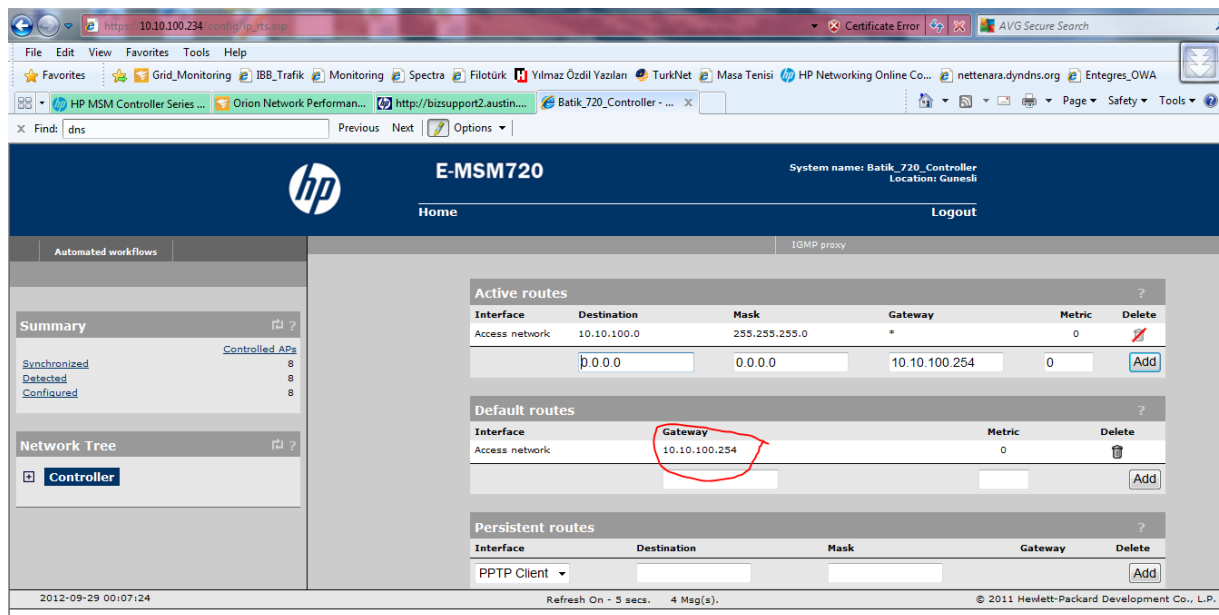 https://10.10.100.234/config/ip_rts.asp Certificate Error AVG Secure Search
File Edit View Favorites Tools Help
Favorites Grid_Monitoring IBB_Trafik Monitoring Spectra Filotürk Yılmaz Özdil Yazıları TurkNet Masa Tenisi HP Networking Online Co... nettenara.dyndns.org Entegres_OWA
HP MSM Controller Series ... Orion Network Performan... http://bizsupport2.austin.... Batik_720_Controller - ... X Page Safety Tools
X Find: dns Previous Next Options
hp E-MSM720 System name: Batik_720_Controller
Location: Gunesli
Home Logout
Automated workflows IGMP proxy
Active routes ?
Interface Destination Mask Gateway Metric Delete
Access network 10.10.100.0 255.255.255.0 * 0
0.0.0.0 0.0.0.0 10.10.100.254 0 Add
Summary ?
Controlled APs
Synchronized 8
Detected 8
Configured 8
Default routes ?
Interface Gateway Metric Delete
Access network 10.10.100.254 0
Add
Network Tree ?
+ Controller
Persistent routes ?
Interface Destination Mask Gateway Delete
PPTP Client Add
2012-09-29 00:07:24 Refresh On - 5 secs. 4 Msg(s). © 2011 Hewlett-Packard Development Co., L.P.